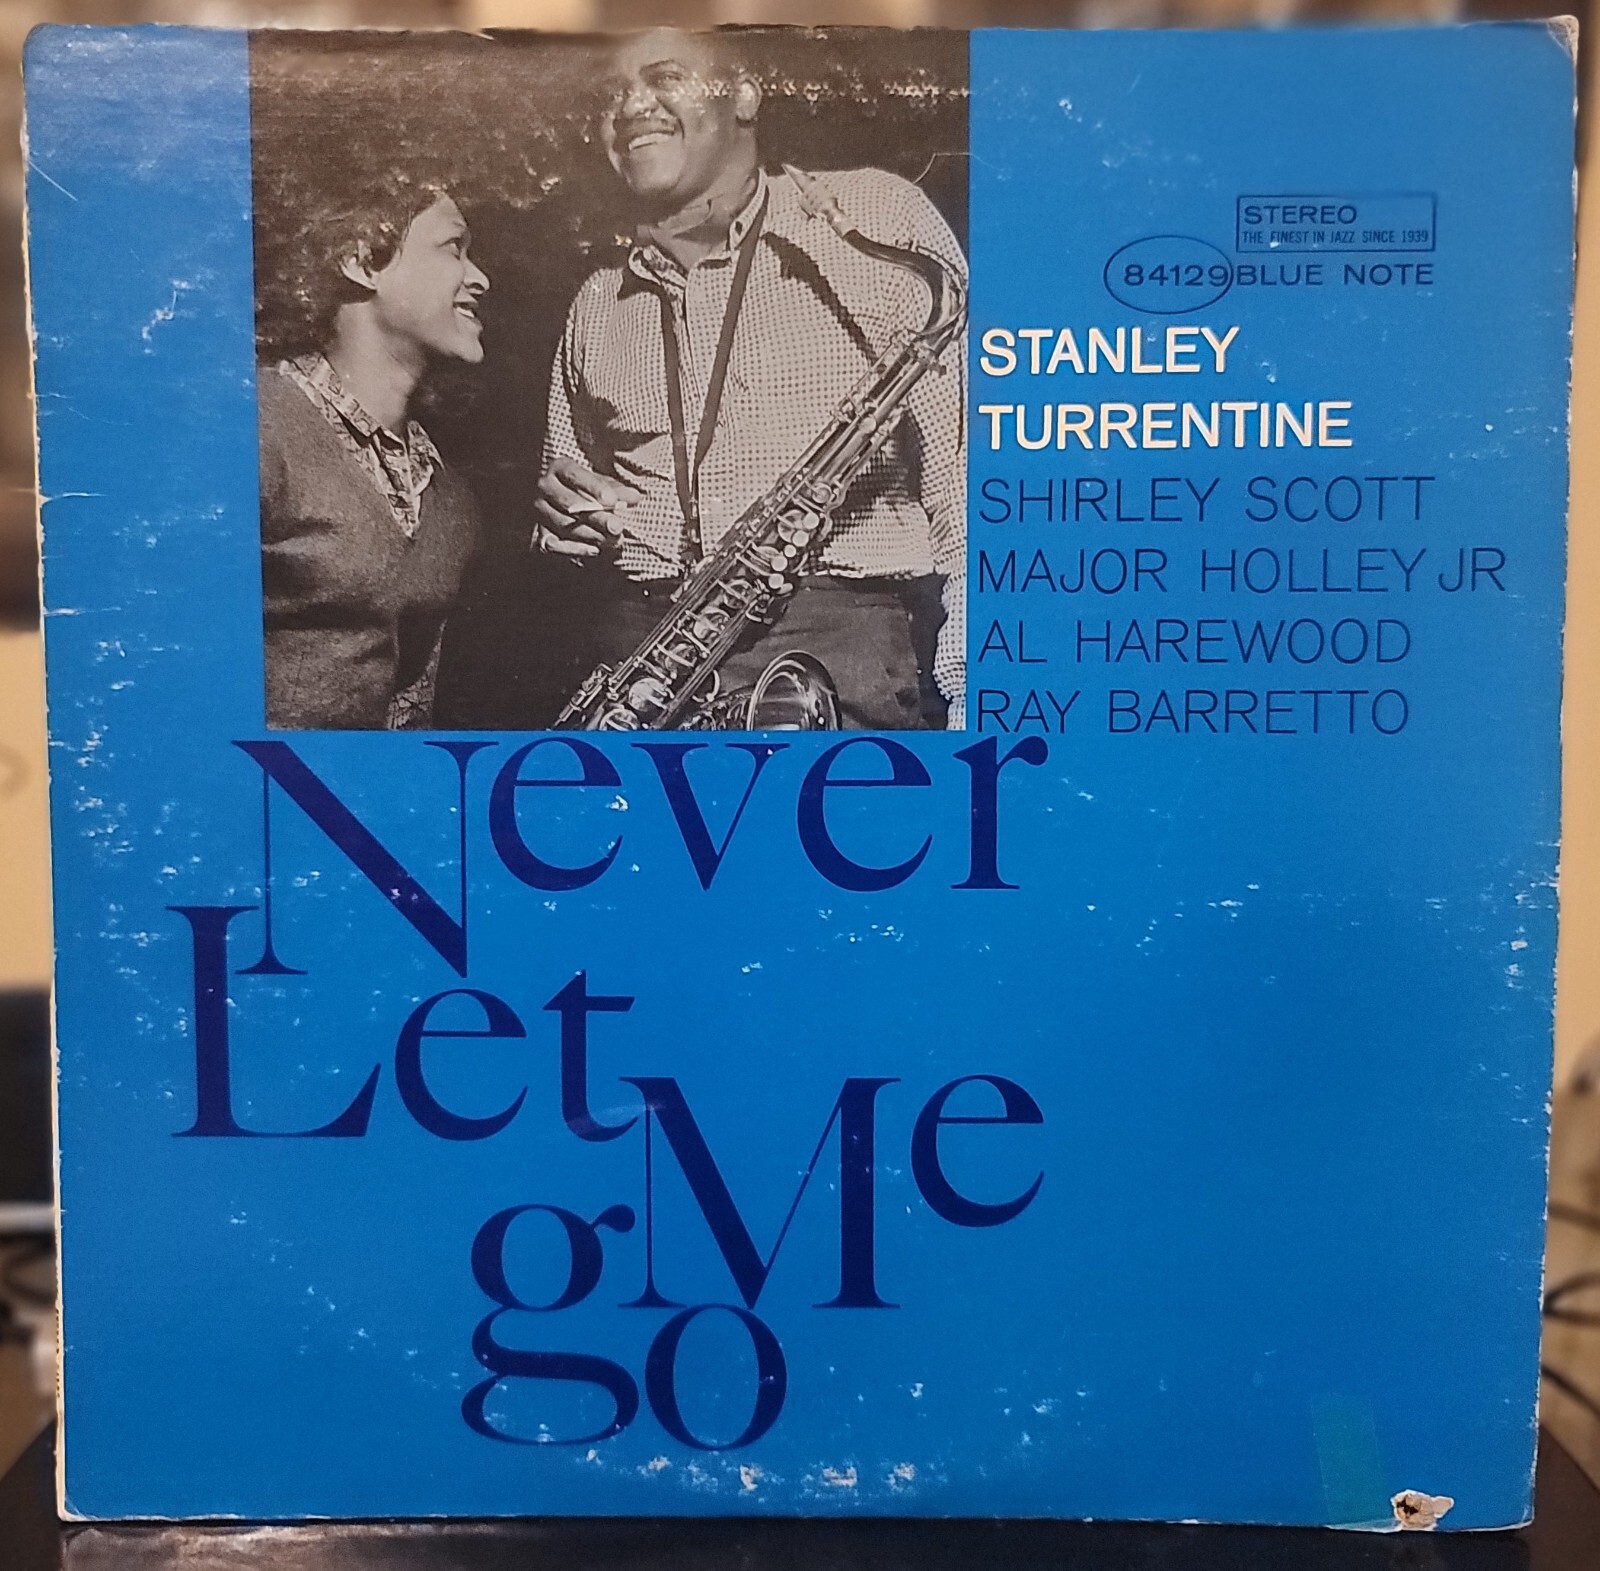 STEREO
THE FINEST IN JAZZ SINCE 1939
84129 BLUE NOTE
STANLEY
TURRENTINE
SHIRLEY SCOTT
MAJOR HOLLEY JR
AL HAREWOOD
RAY BARRETTO
Never
Let
Me
go